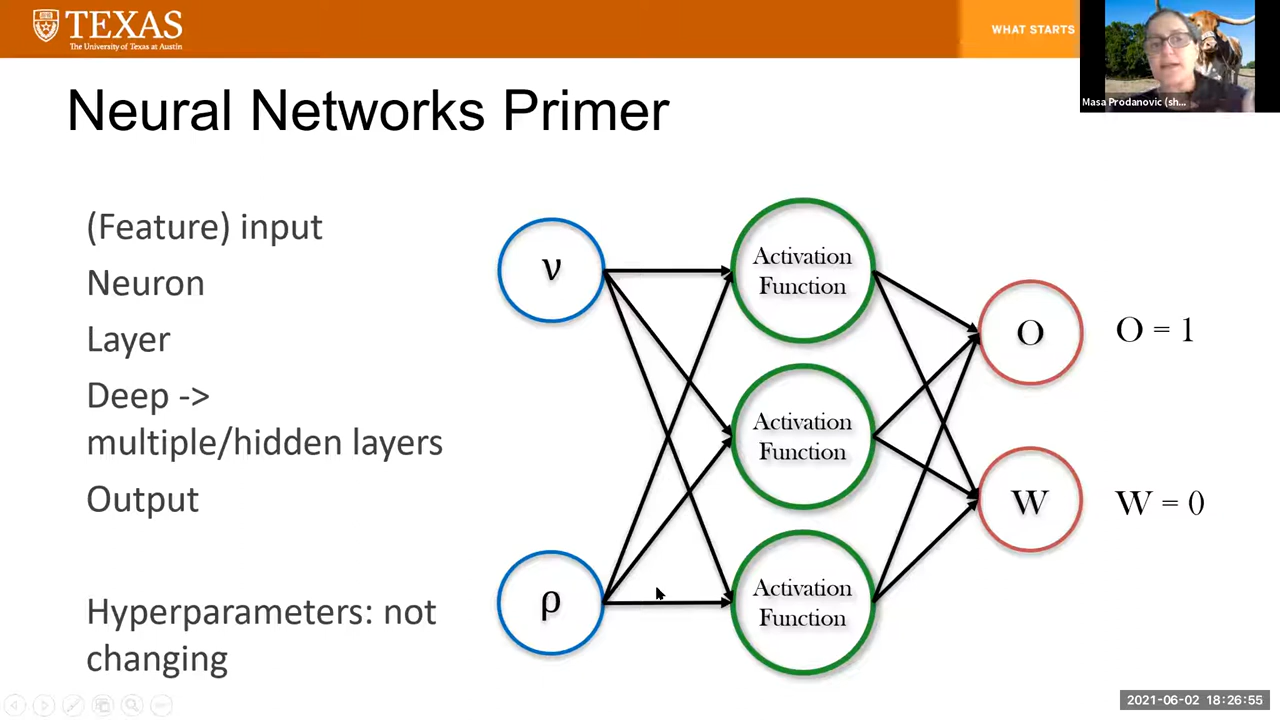 TEXAS
The University of Texas at Austin
WHAT STARTS
Masa Prodanovic (sh...
Neural Networks Primer
(Feature) input
Neuron
Layer
Deep ->
multiple/hidden layers
Output
Hyperparameters: not
changing
ν
ρ
Activation
Function
Activation
Function
Activation
Function
O
W
O = 1
W = 0
2021-06-02 18:26:55